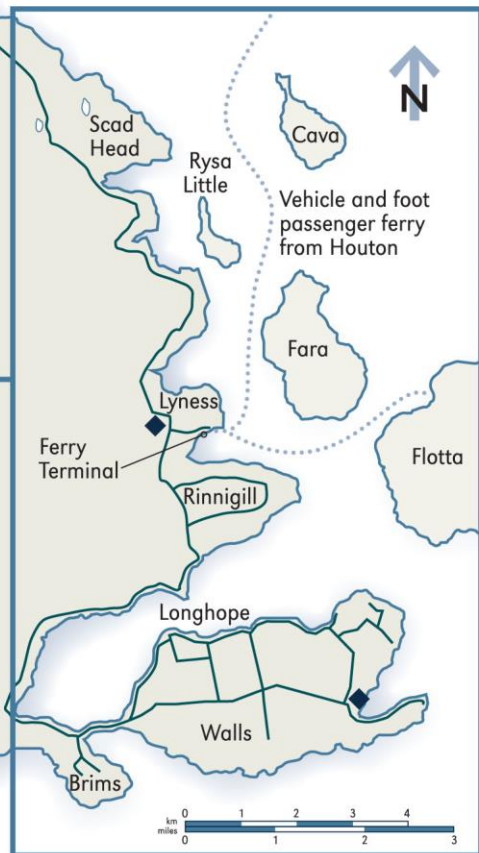 N
Scad
Head
Cava
Rysa
Little
Vehicle and foot
passenger ferry
from Houton
Fara
Lyness
Ferry
Terminal
Flotta
Rinnigill
Longhope
Walls
Brims
km 0 1 2 3 4
miles 0 1 2 3